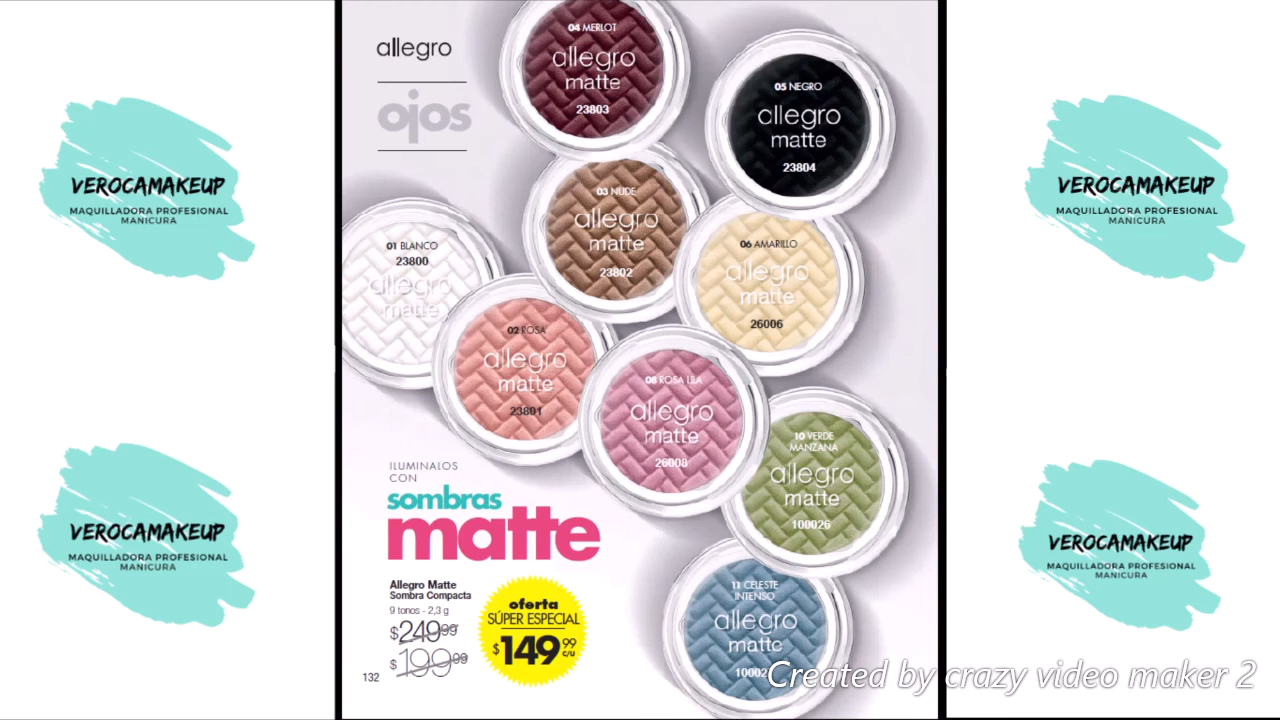 VEROCAMAKEUP
MAQUILLADORA PROFESIONAL
MANICURA
VEROCAMAKEUP
MAQUILLADORA PROFESIONAL
MANICURA
allegro
ojos
04 MERLOT
allegro
matte
23803
05 NEGRO
allegro
matte
23804
03 NUDE
allegro
matte
23802
01 BLANCO
23800
allegro
matte
06 AMARILLO
allegro
matte
26006
02 ROSA
allegro
matte
23801
08 ROSA LILA
allegro
matte
26008
10 VERDE
MANZANA
allegro
matte
100026
11 CELESTE
INTENSO
allegro
matte
10002
ILUMINALOS
CON
sombras
matte
Allegro Matte
Sombra Compacta
9 tonos - 2,3 g
$24999
$19999
oferta
SÚPER ESPECIAL
$149,99
c/u
132
VEROCAMAKEUP
MAQUILLADORA PROFESIONAL
MANICURA
VEROCAMAKEUP
MAQUILLADORA PROFESIONAL
MANICURA
Created by crazy video maker 2